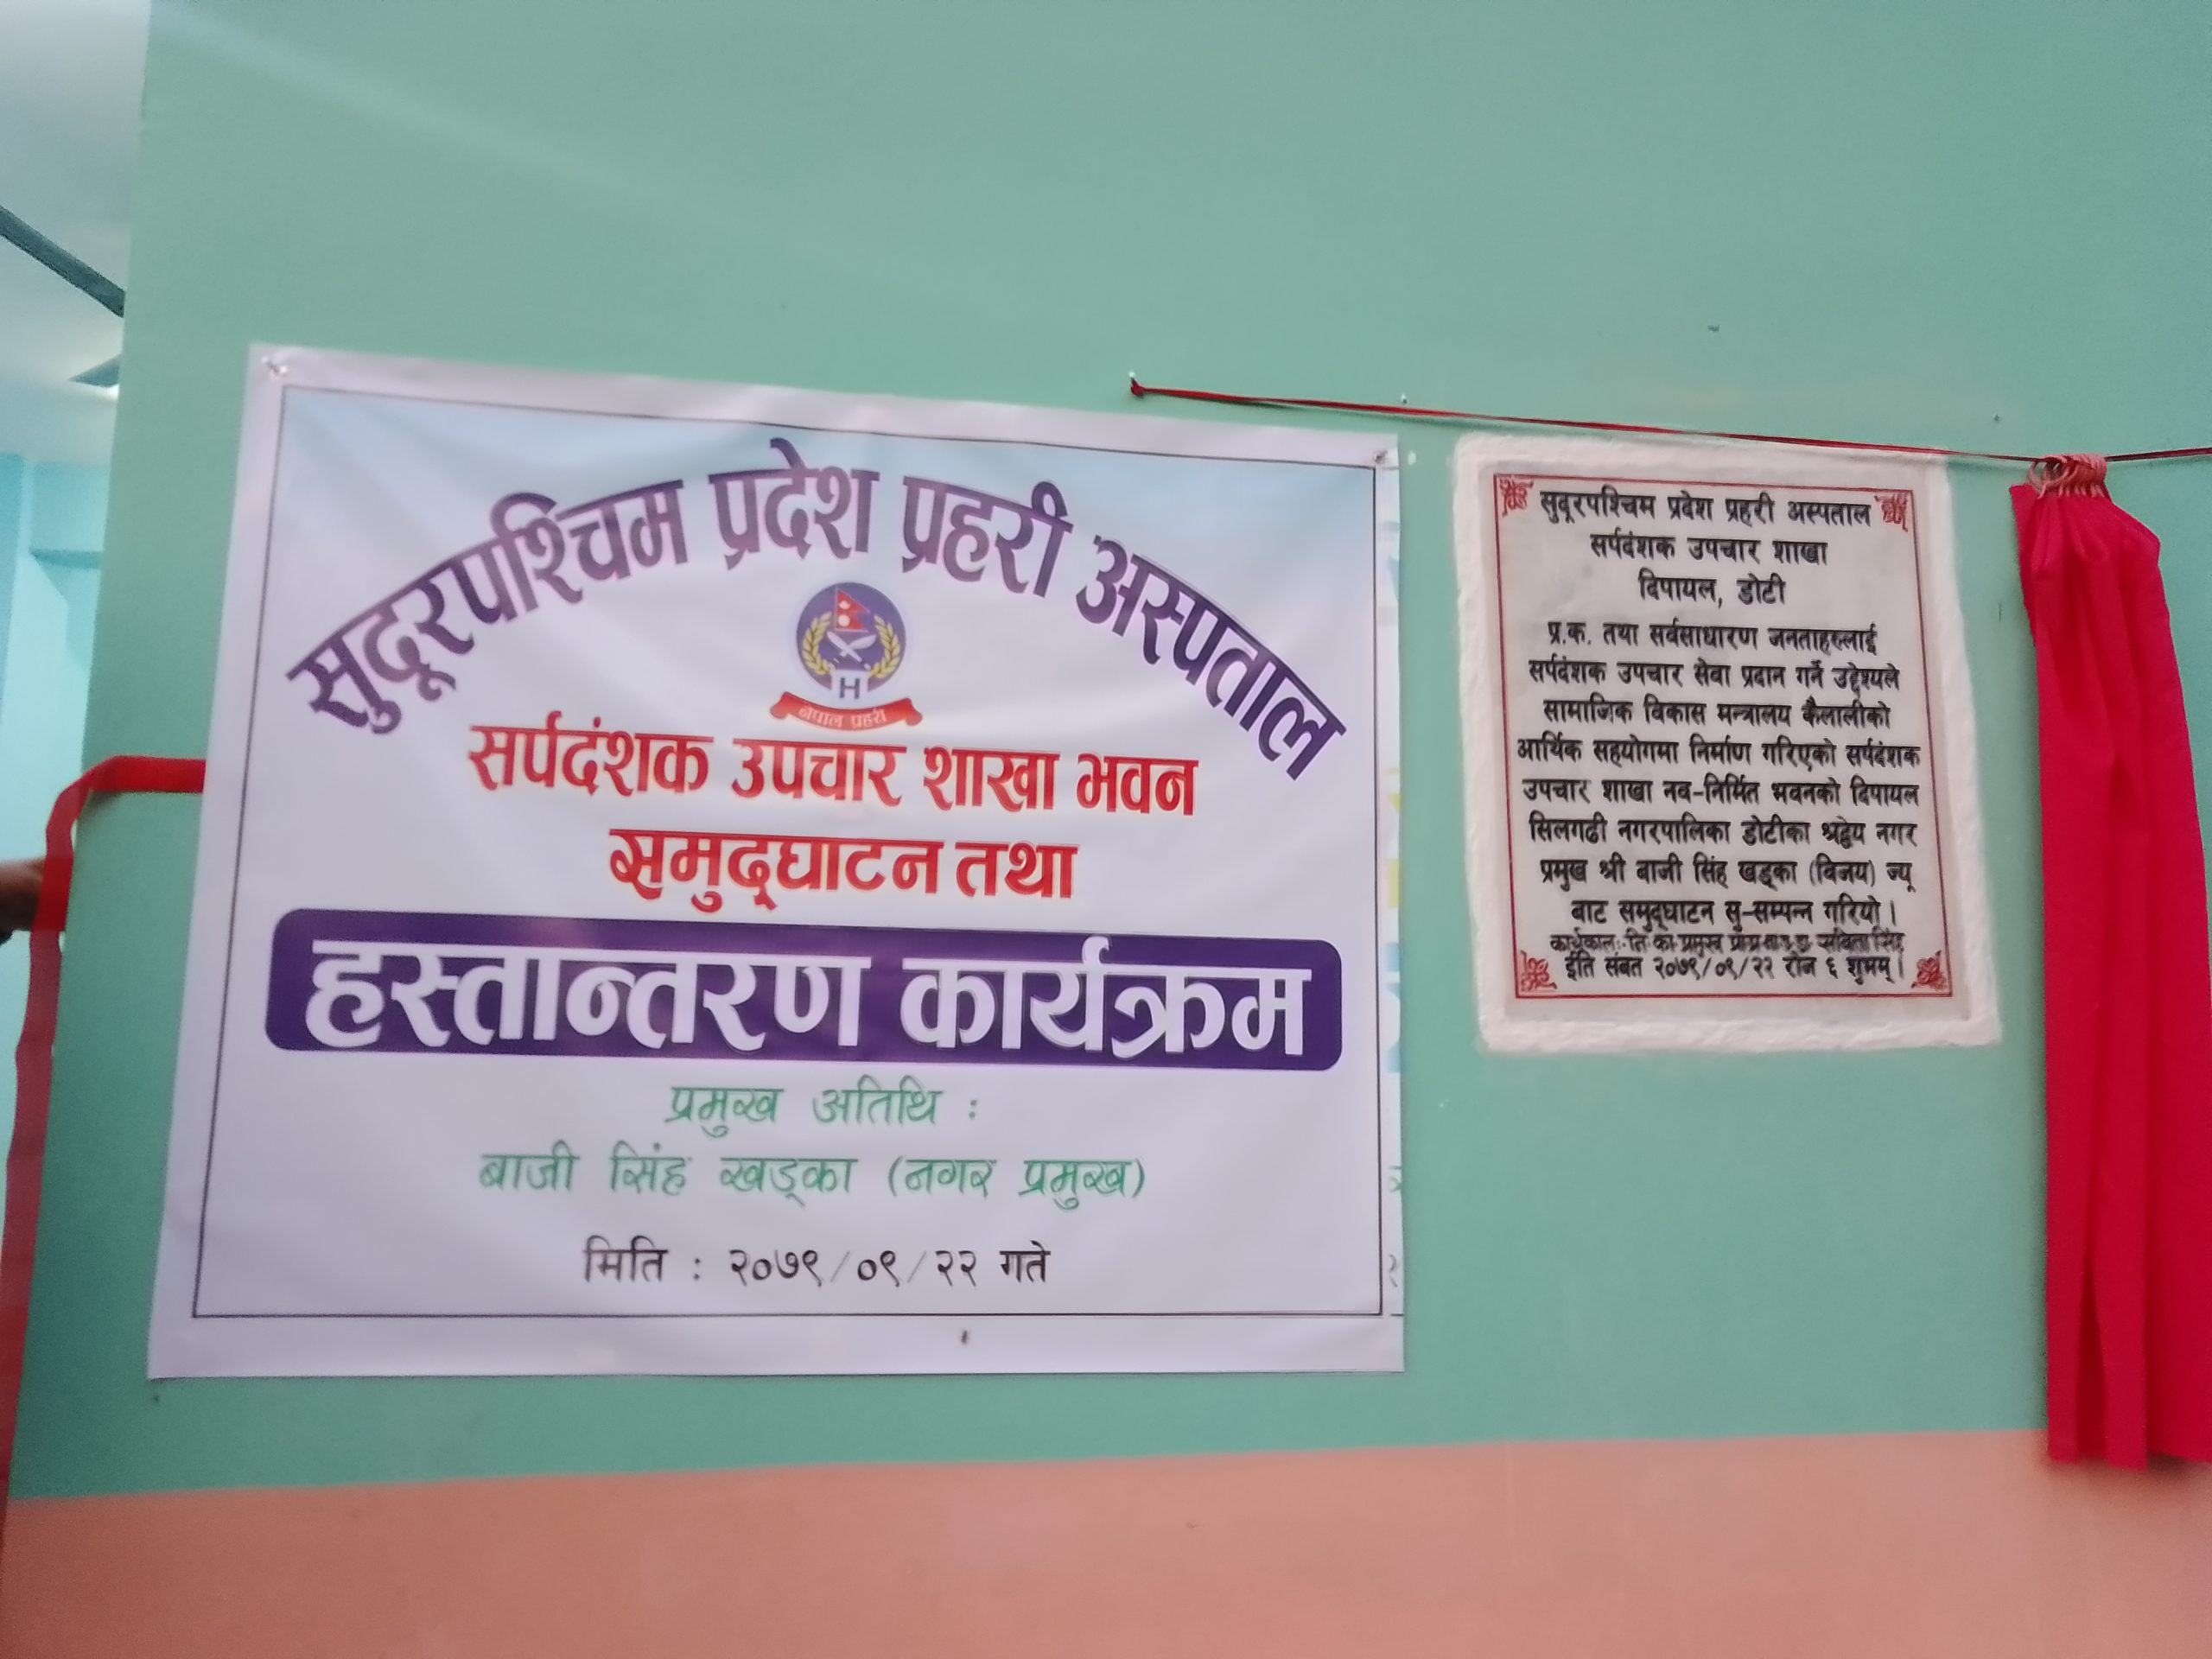 सुदूरपश्चिम प्रदेश प्रहरी अस्पताल
H
नेपाल प्रहरी
सर्पदंशक उपचार शाखा भवन
समुद्घाटन तथा
हस्तान्तरण कार्यक्रम
प्रमुख अतिथि :
बाजी सिंह खड्का (नगर प्रमुख)
मिति : २०७९/०९/२२ गते
सुदूरपश्चिम प्रदेश प्रहरी अस्पताल
सर्पदंशक उपचार शाखा
दिपायल, डोटी
प्र.क. तथा सर्वसाधारण जनताहरुलाई
सर्पदंशक उपचार सेवा प्रदान गर्ने उद्देश्यले
सामाजिक विकास मन्त्रालय कैलालीको
आर्थिक सहयोगमा निर्माण गरिएको सर्पदंशक
उपचार शाखा नव-निर्मित भवनको दिपायल
सिलगढी नगरपालिका डोटीका श्रद्धेय नगर
प्रमुख श्री बाजी सिंह खड्का (विजय) ज्यू
बाट समुद्घाटन सु-सम्पन्न गरियो ।
कार्यकालः नि का प्रमुख सबिता सिंह
ईति संबत २०७९/०९/२२ रोज ६ शुभम् ।